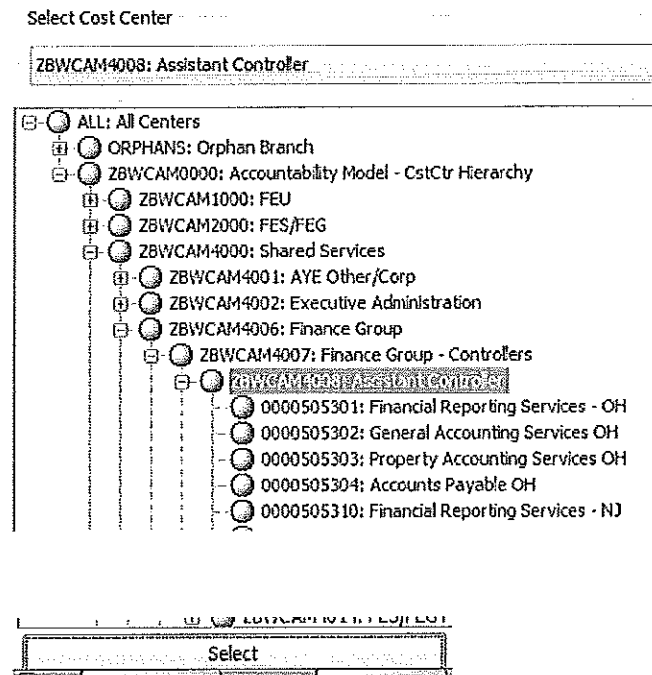 Select Cost Center
ZBWCAM4008: Assistant Controller
ALL: All Centers
ORPHANS: Orphan Branch
ZBWCAM0000: Accountability Model - CstCtr Hierarchy
ZBWCAM1000: FEU
ZBWCAM2000: FES/FEG
ZBWCAM4000: Shared Services
ZBWCAM4001: AYE Other/Corp
ZBWCAM4002: Executive Administration
ZBWCAM4006: Finance Group
ZBWCAM4007: Finance Group - Controllers
ZBWCAM4008: Assistant Controller
0000505301: Financial Reporting Services - OH
0000505302: General Accounting Services OH
0000505303: Property Accounting Services OH
0000505304: Accounts Payable OH
0000505310: Financial Reporting Services - NJ
Select